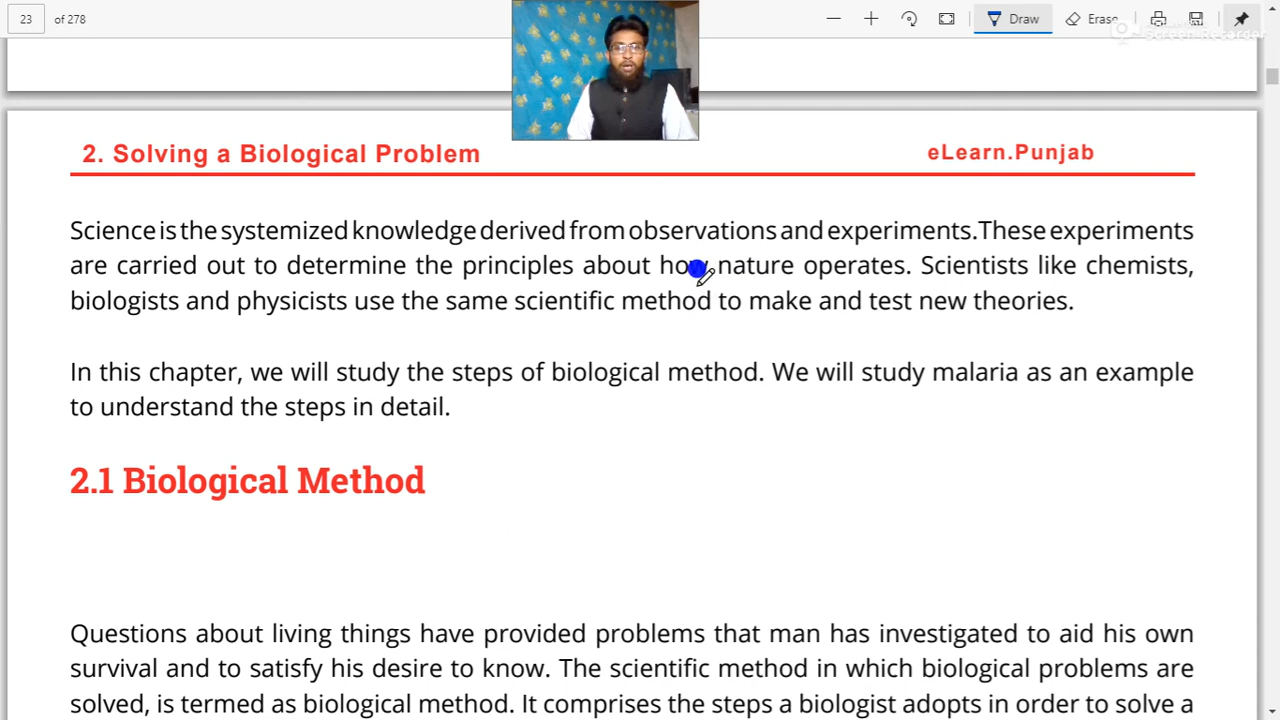 23 of 278
Draw
Erase
Screen Recorder
2. Solving a Biological Problem
eLearn.Punjab
Science is the systemized knowledge derived from observations and experiments. These experiments
are carried out to determine the principles about how nature operates. Scientists like chemists,
biologists and physicists use the same scientific method to make and test new theories.
In this chapter, we will study the steps of biological method. We will study malaria as an example
to understand the steps in detail.
2.1 Biological Method
Questions about living things have provided problems that man has investigated to aid his own
survival and to satisfy his desire to know. The scientific method in which biological problems are
solved, is termed as biological method. It comprises the steps a biologist adopts in order to solve a